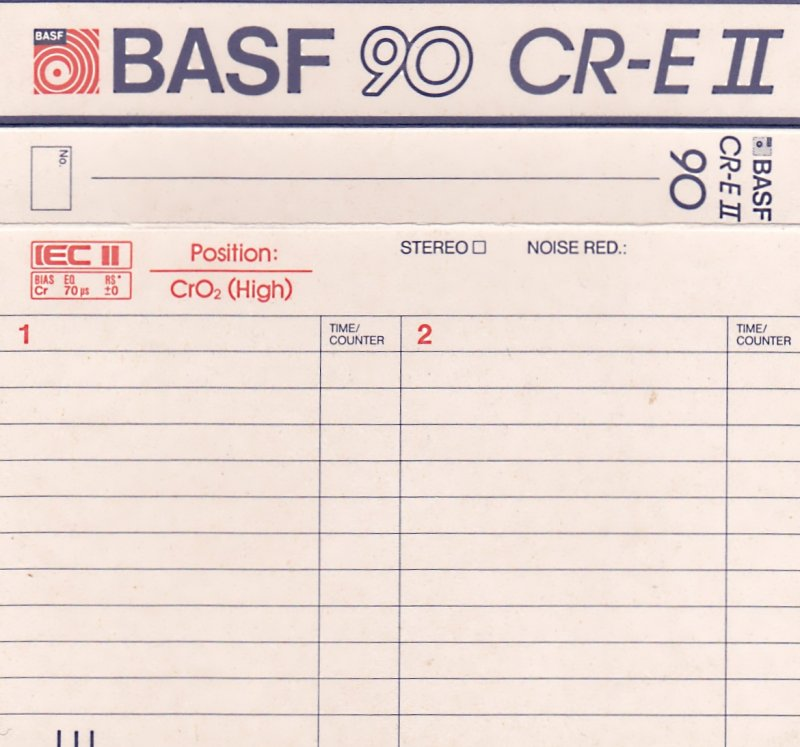 BASF
BASF 90 CR-E II
No.
90
CR-E II
BASF
IEC II
BIAS EQ RS*
Cr 70 µs ±0
Position:
CrO₂ (High)
STEREO □ NOISE RED.:
1 TIME/
COUNTER
2 TIME/
COUNTER